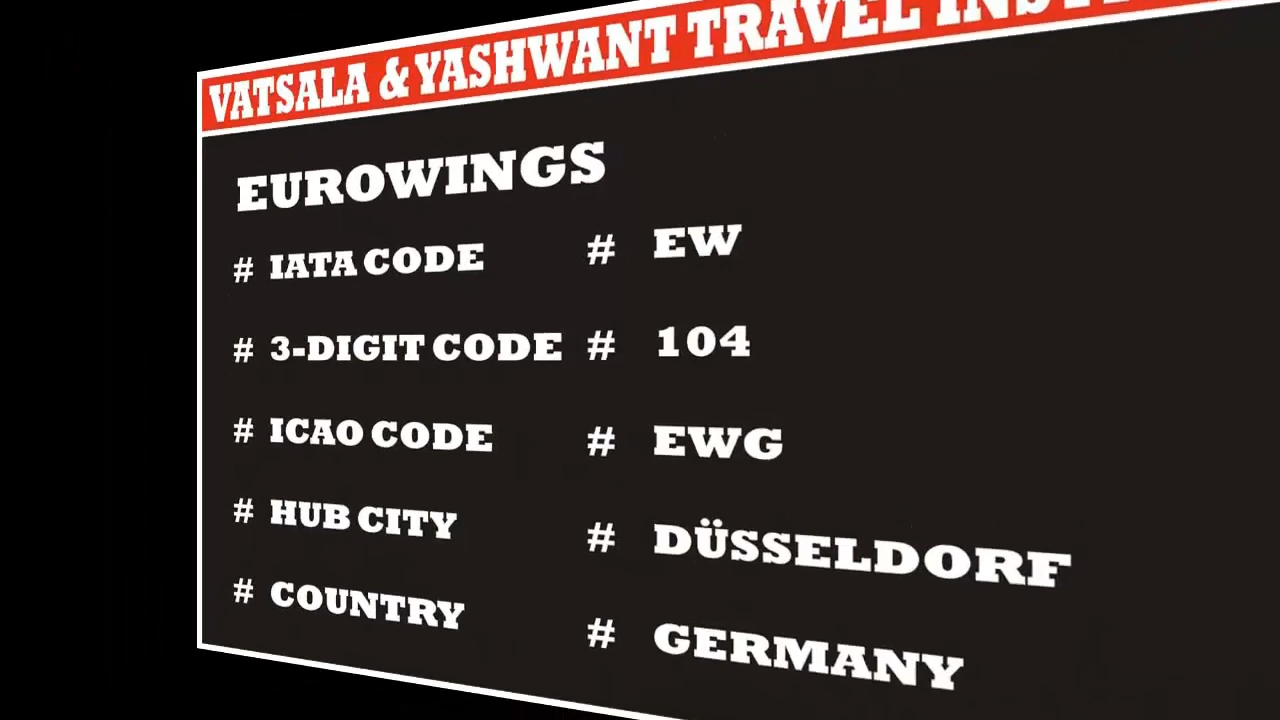 VATSALA & YASHWANT TRAVEL
EUROWINGS
# IATA CODE # EW
# 3-DIGIT CODE # 104
# ICAO CODE # EWG
# HUB CITY # DÜSSELDORF
# COUNTRY # GERMANY